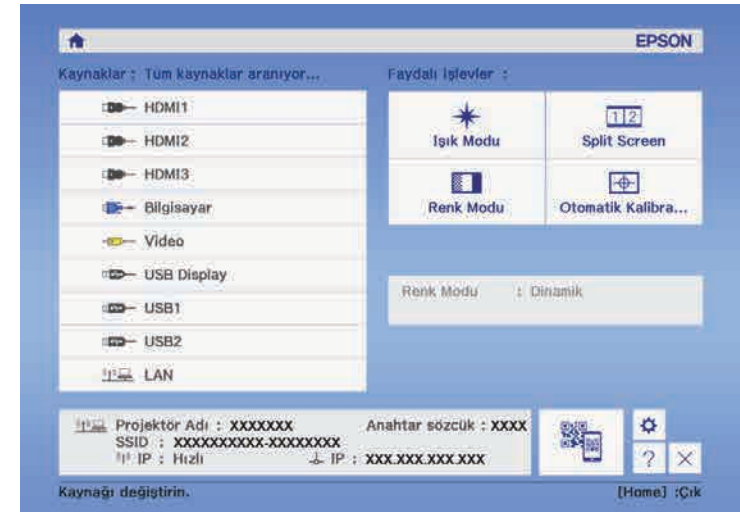 EPSON
Kaynaklar : Tüm kaynaklar aranıyor...
HDMI1
HDMI2
HDMI3
Bilgisayar
Video
USB Display
USB1
USB2
LAN
Faydalı İşlevler :
Işık Modu
1 2
Split Screen
Renk Modu
Otomatik Kalibra...
Renk Modu : Dinamik
Projektör Adı : XXXXXXX Anahtar sözcük : XXXX
SSID : XXXXXXXXXX-XXXXXXXX
IP : Hızlı IP : XXX.XXX.XXX.XXX
?
Kaynağı değiştirin. [Home] :Çık